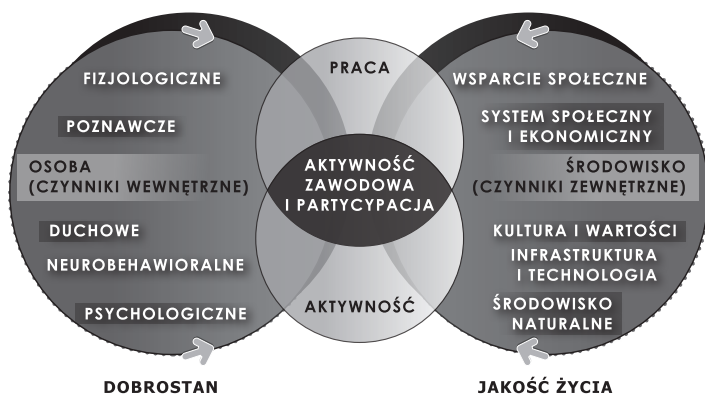 FIZJOLOGICZNE
POZNAWCZE
OSOBA
(CZYNNIKI WEWNĘTRZNE)
DUCHOWE
NEUROBEHAWIORALNE
PSYCHOLOGICZNE
PRACA
AKTYWNOŚĆ
ZAWODOWA
I PARTYCYPACJA
AKTYWNOŚĆ
WSPARCIE SPOŁECZNE
SYSTEM SPOŁECZNY
I EKONOMICZNY
ŚRODOWISKO
(CZYNNIKI ZEWNĘTRZNE)
KULTURA I WARTOŚCI
INFRASTRUKTURA
I TECHNOLOGIA
ŚRODOWISKO
NATURALNE
DOBROSTAN
JAKOŚĆ ŻYCIA